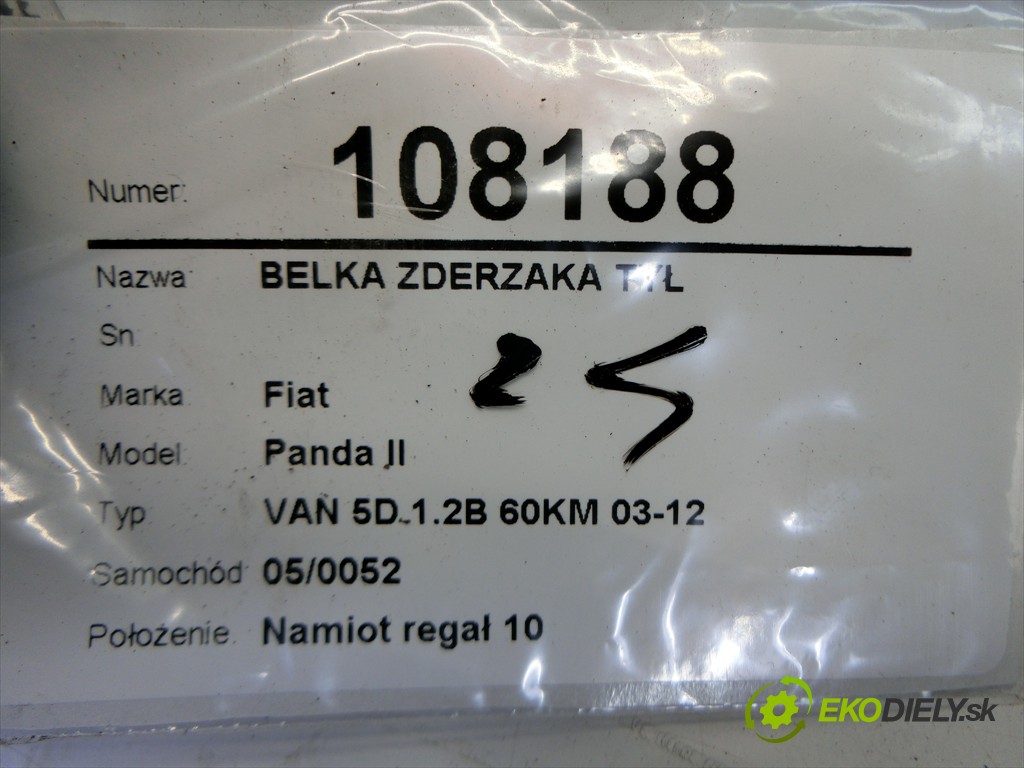 Numer: 108188
Nazwa BELKA ZDERZAKA TYŁ
Sn
25
Marka Fiat
Model Panda II
Typ VAN 5D 1.2B 60KM 03-12
Samochód 05/0052
Położenie Namiot regał 10
EKODIELY.sk